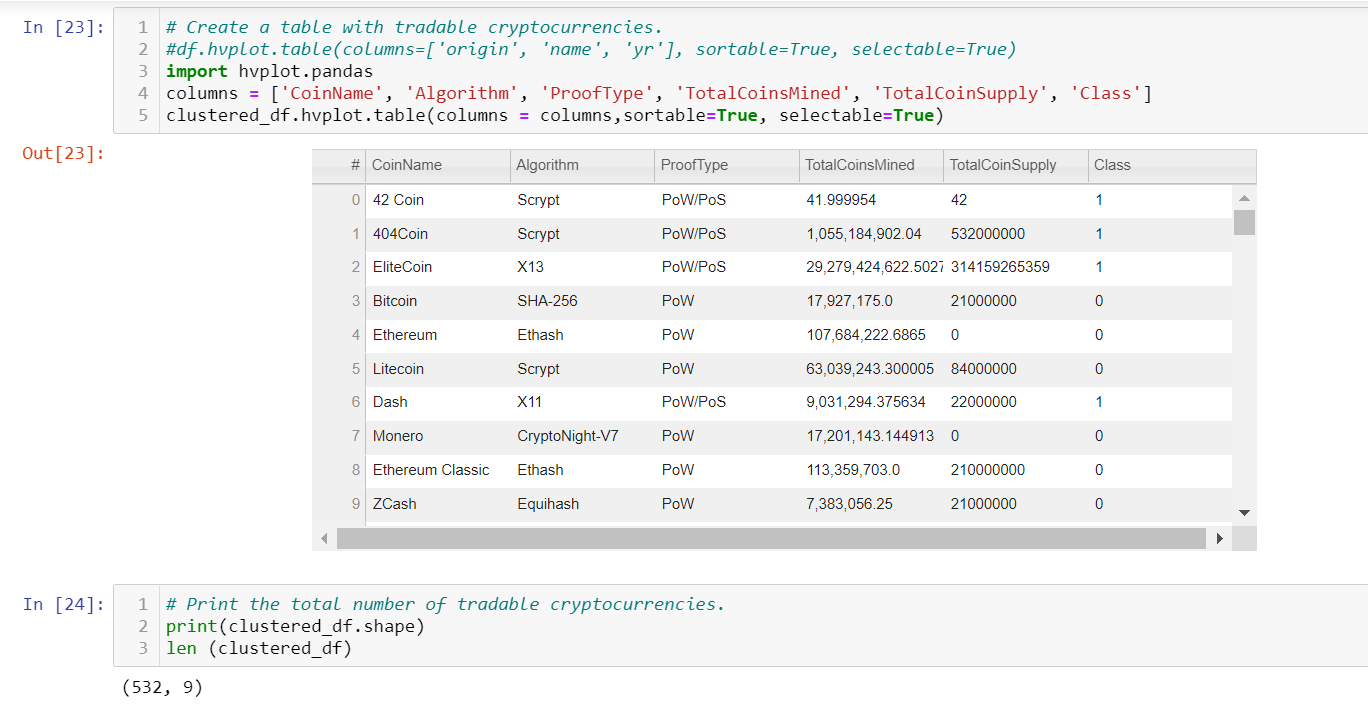 In [23]:
1 # Create a table with tradable cryptocurrencies.
2 #df.hvplot.table(columns=['origin', 'name', 'yr'], sortable=True, selectable=True)
3 import hvplot.pandas
4 columns = ['CoinName', 'Algorithm', 'ProofType', 'TotalCoinsMined', 'TotalCoinSupply', 'Class']
5 clustered_df.hvplot.table(columns = columns,sortable=True, selectable=True)
Out[23]:
# CoinName Algorithm ProofType TotalCoinsMined TotalCoinSupply Class
0 42 Coin Scrypt PoW/PoS 41.999954 42 1
1 404Coin Scrypt PoW/PoS 1,055,184,902.04 532000000 1
2 EliteCoin X13 PoW/PoS 29,279,424,622.5027 314159265359 1
3 Bitcoin SHA-256 PoW 17,927,175.0 21000000 0
4 Ethereum Ethash PoW 107,684,222.6865 0 0
5 Litecoin Scrypt PoW 63,039,243.300005 84000000 0
6 Dash X11 PoW/PoS 9,031,294.375634 22000000 1
7 Monero CryptoNight-V7 PoW 17,201,143.144913 0 0
8 Ethereum Classic Ethash PoW 113,359,703.0 210000000 0
9 ZCash Equihash PoW 7,383,056.25 21000000 0
In [24]:
1 # Print the total number of tradable cryptocurrencies.
2 print(clustered_df.shape)
3 len (clustered_df)
(532, 9)